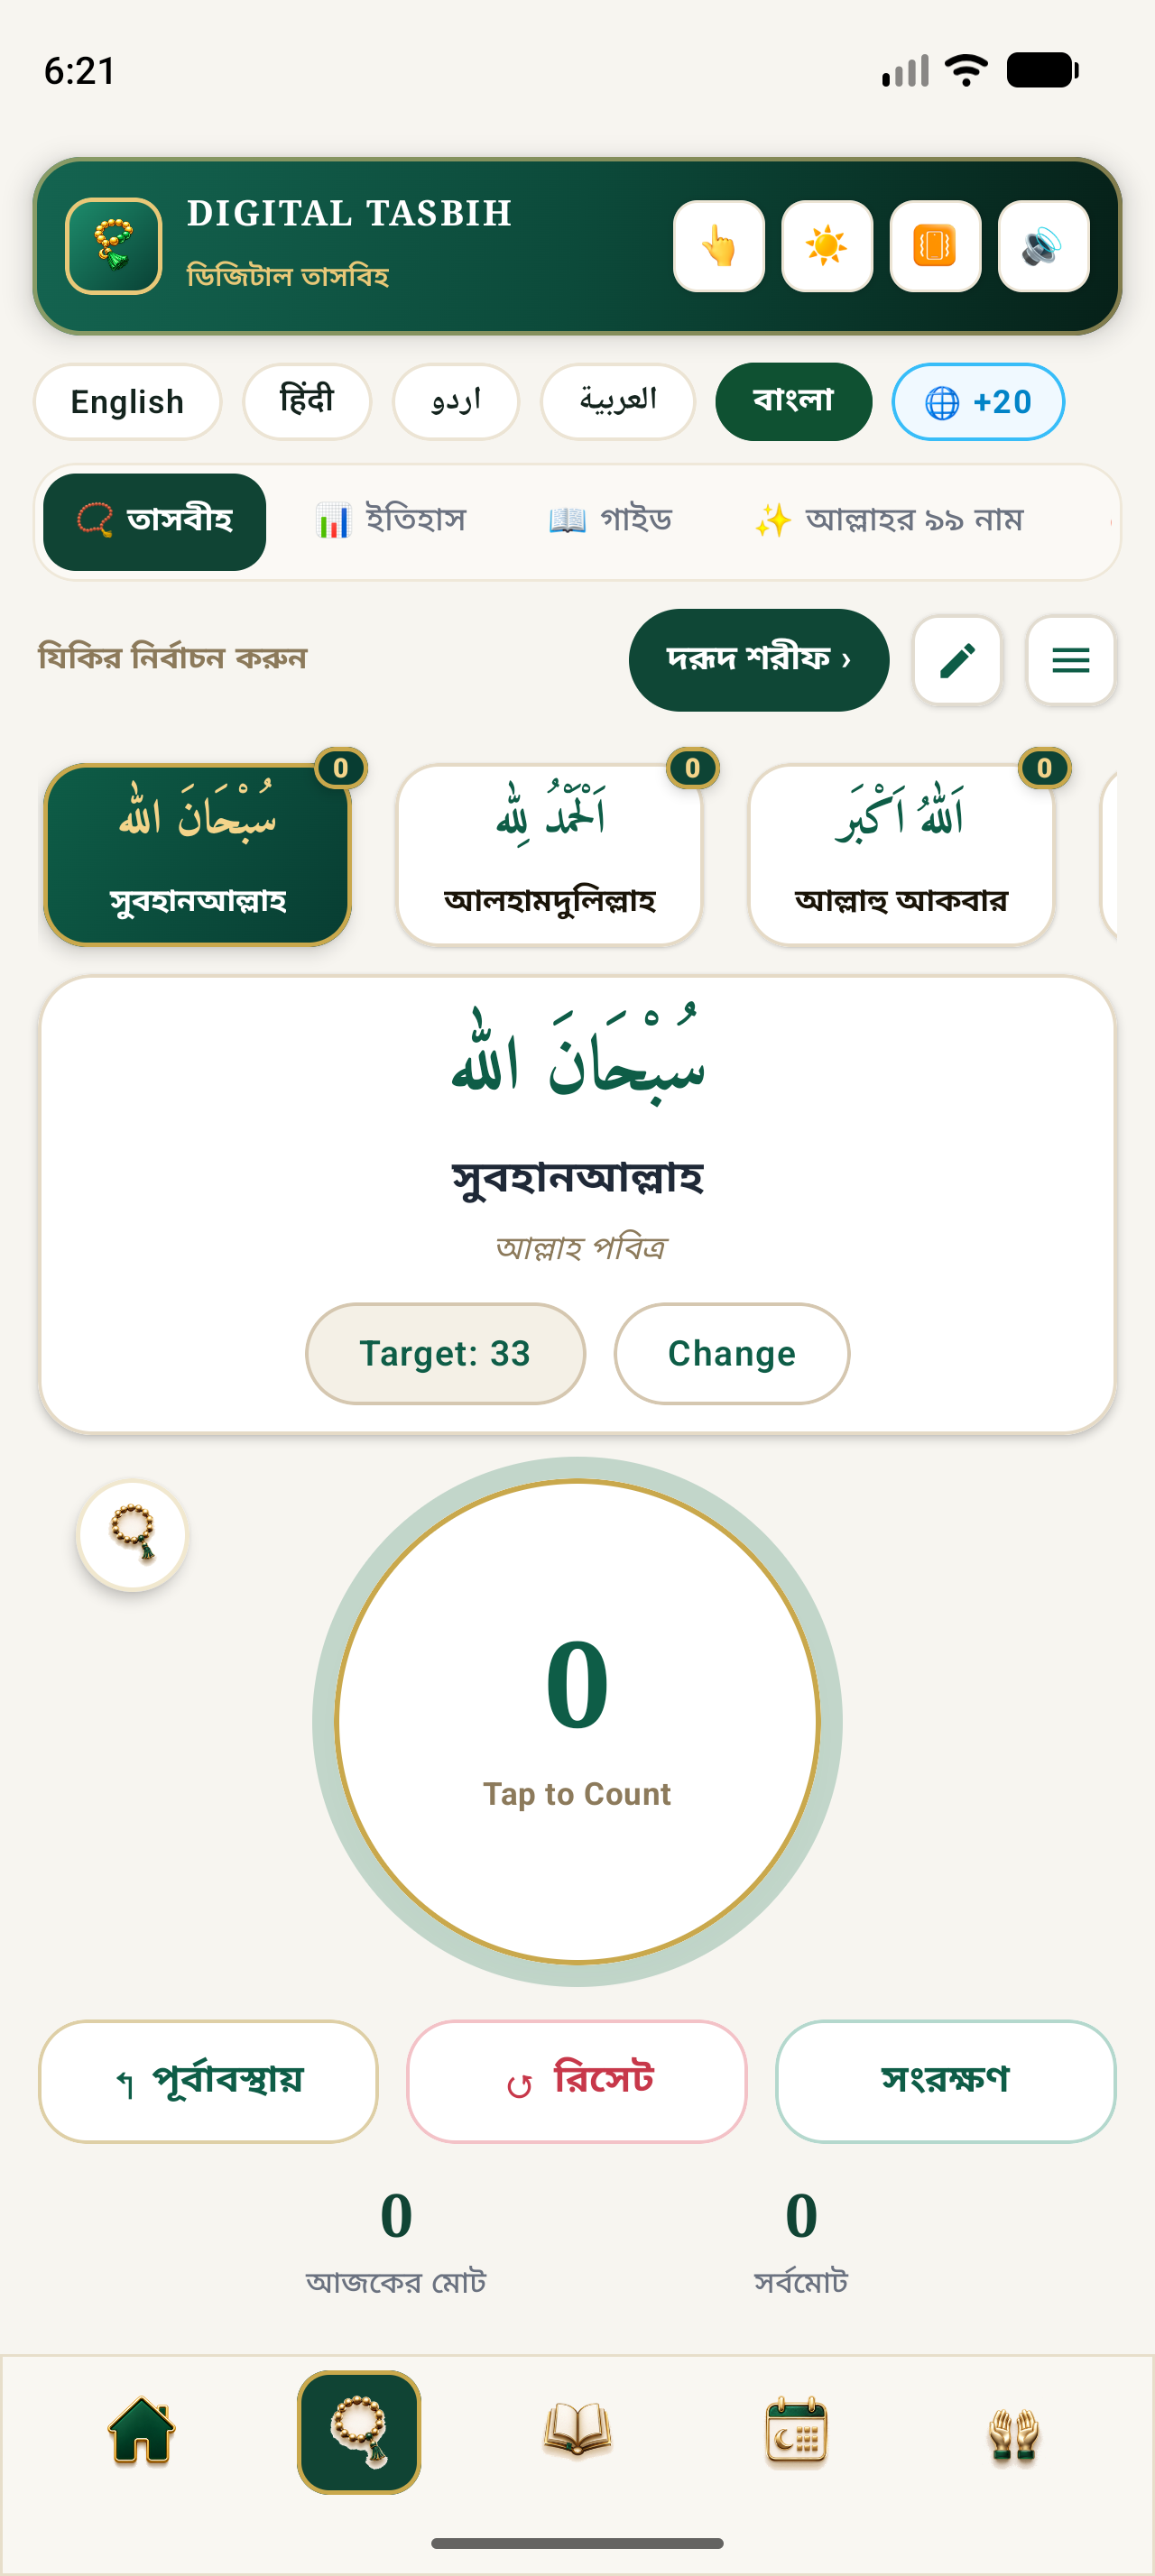 6:21
DIGITAL TASBIH
ডিজিটাল তাসবিহ
English हिंदी اردو العربية বাংলা +20
তাসবীহ ইতিহাস গাইড আল্লাহর ৯৯ নাম
যিকির নির্বাচন করুন দরূদ শরীফ ›
0 0 0
سُبْحَانَ اللّٰه اَلْحَمْدُ لِلّٰه اَللّٰهُ اَكْبَر
সুবহানআল্লাহ আলহামদুলিল্লাহ আল্লাহু আকবার
سُبْحَانَ اللّٰه
সুবহানআল্লাহ
আল্লাহ পবিত্র
Target: 33 Change
0
Tap to Count
↰ পূর্বাবস্থায় ↺ রিসেট সংরক্ষণ
0 0
আজকের মোট সর্বমোট